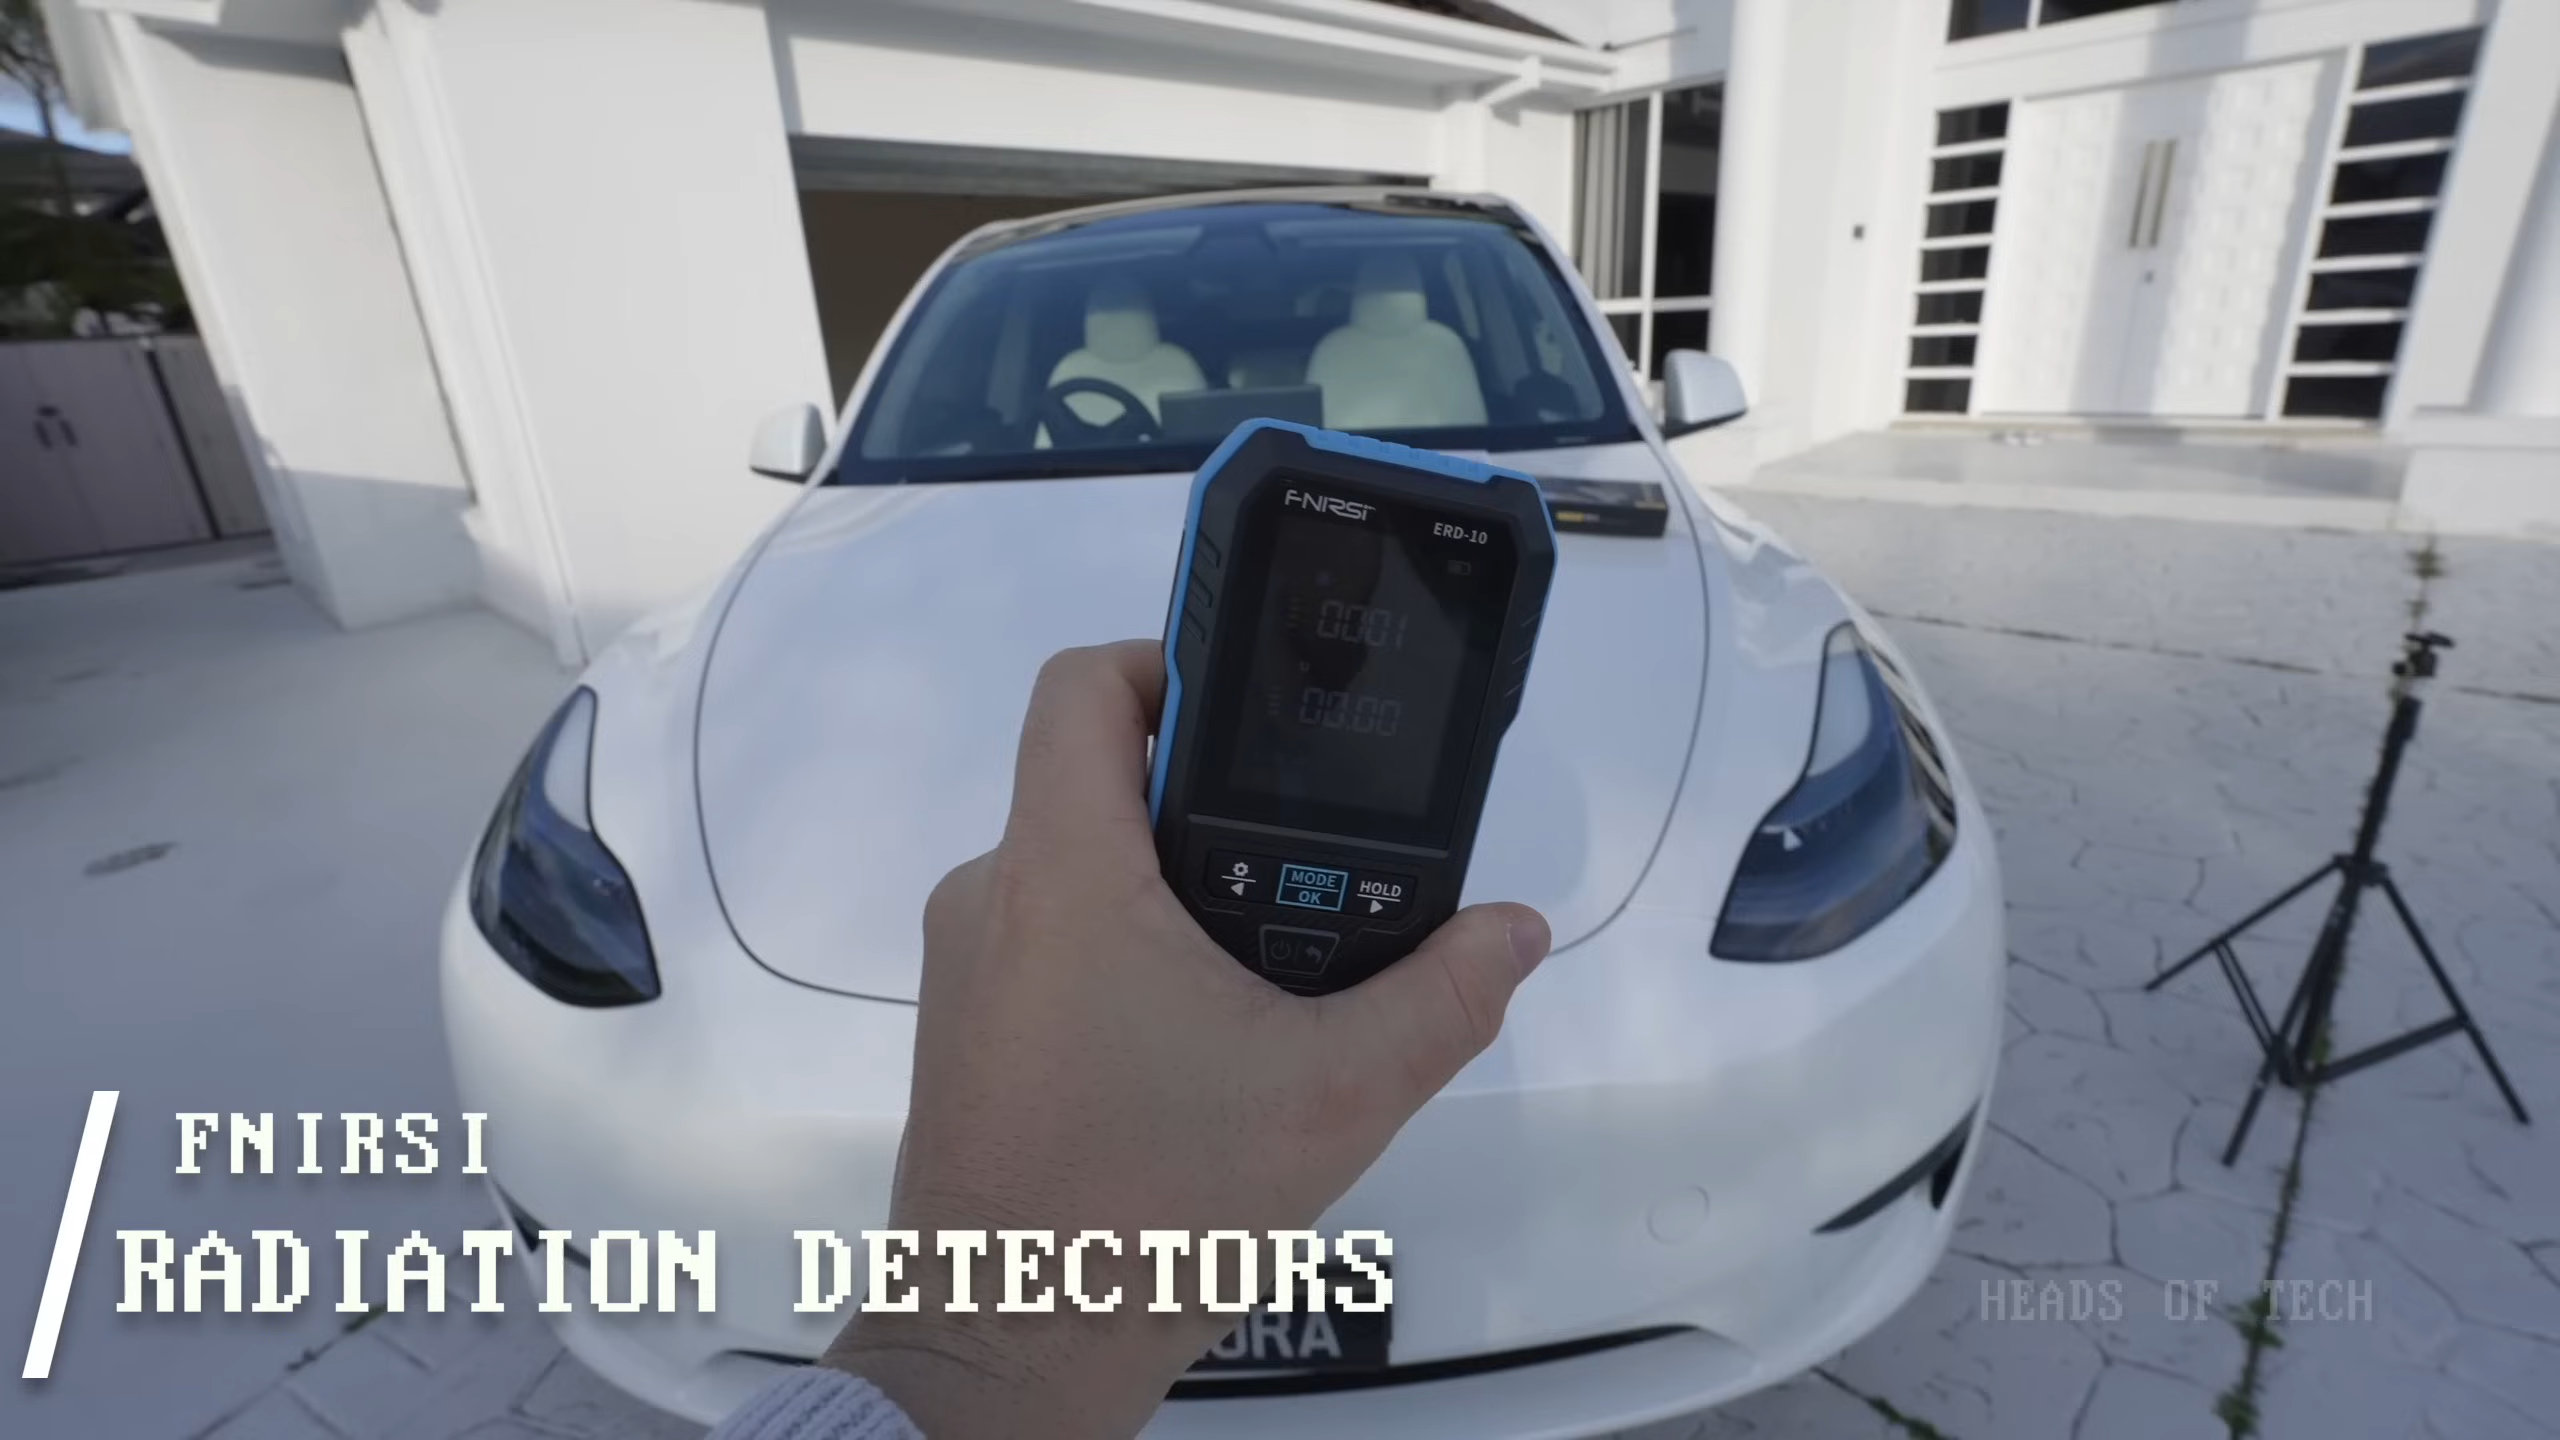 FNIRSI
ERD-10
0001
00.00
MODE
OK
HOLD
FNIRSI
RADIATION DETECTORS
HEADS OF TECH